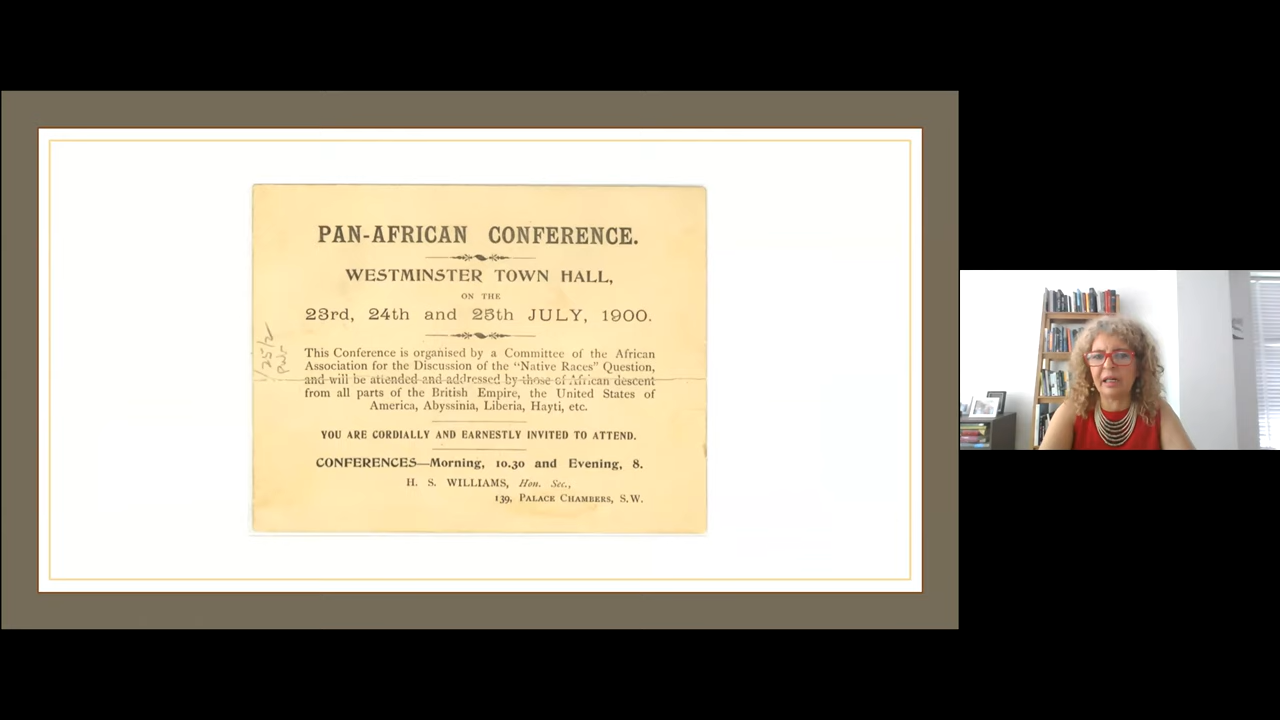 PAN-AFRICAN CONFERENCE.
WESTMINSTER TOWN HALL,
ON THE
23rd, 24th and 25th JULY, 1900.
This Conference is organised by a Committee of the African
Association for the Discussion of the “Native Races” Question,
and will be attended and addressed by those of African descent
from all parts of the British Empire, the United States of
America, Abyssinia, Liberia, Hayti, etc.
YOU ARE CORDIALLY AND EARNESTLY INVITED TO ATTEND.
CONFERENCES—Morning, 10.30 and Evening, 8.
H. S. WILLIAMS, Hon. Sec.,
139, PALACE CHAMBERS, S.W.